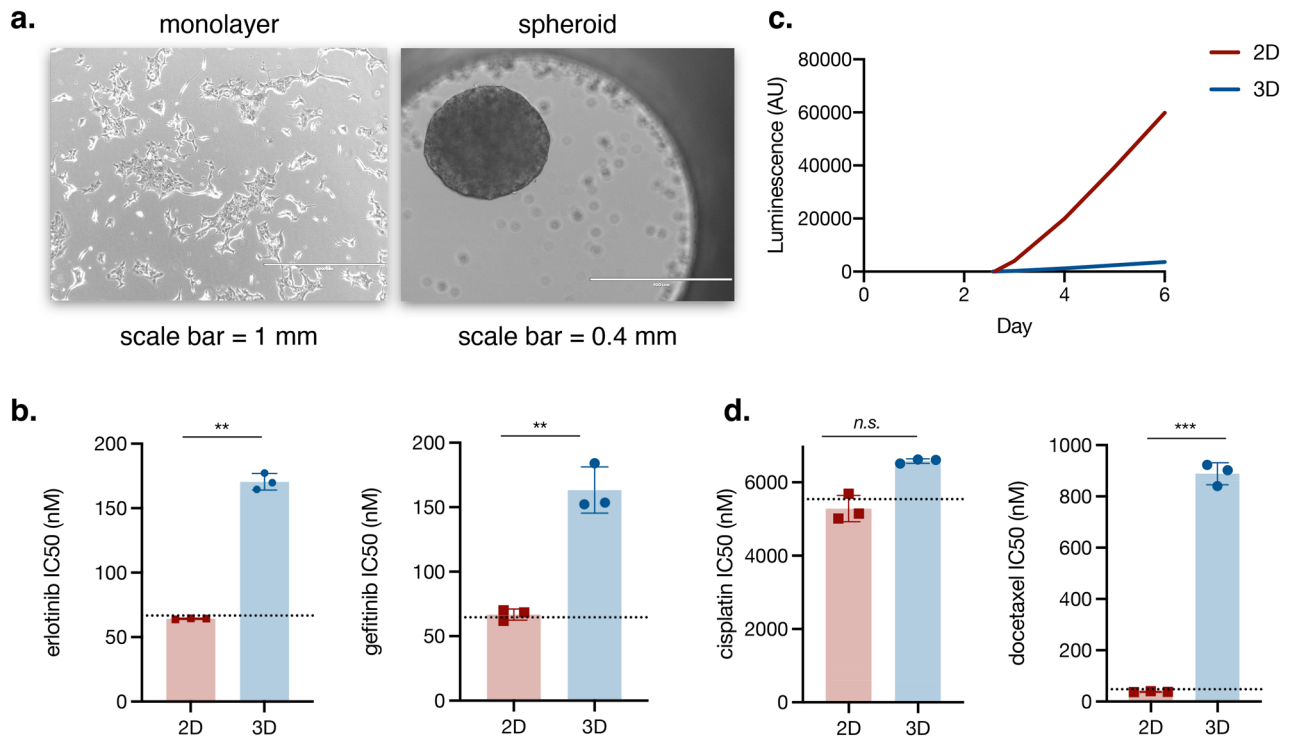 a.
monolayer
spheroid
scale bar = 1 mm
scale bar = 0.4 mm
c.
2D
3D
Luminescence (AU)
80000
60000
40000
20000
0
0 2 4 6
Day
b.
erlotinib IC50 (nM)
200
150
100
50
0
**
2D 3D
gefitinib IC50 (nM)
200
150
100
50
0
**
2D 3D
d.
cisplatin IC50 (nM)
6000
4000
2000
0
n.s.
2D 3D
docetaxel IC50 (nM)
1000
800
600
400
200
0
***
2D 3D